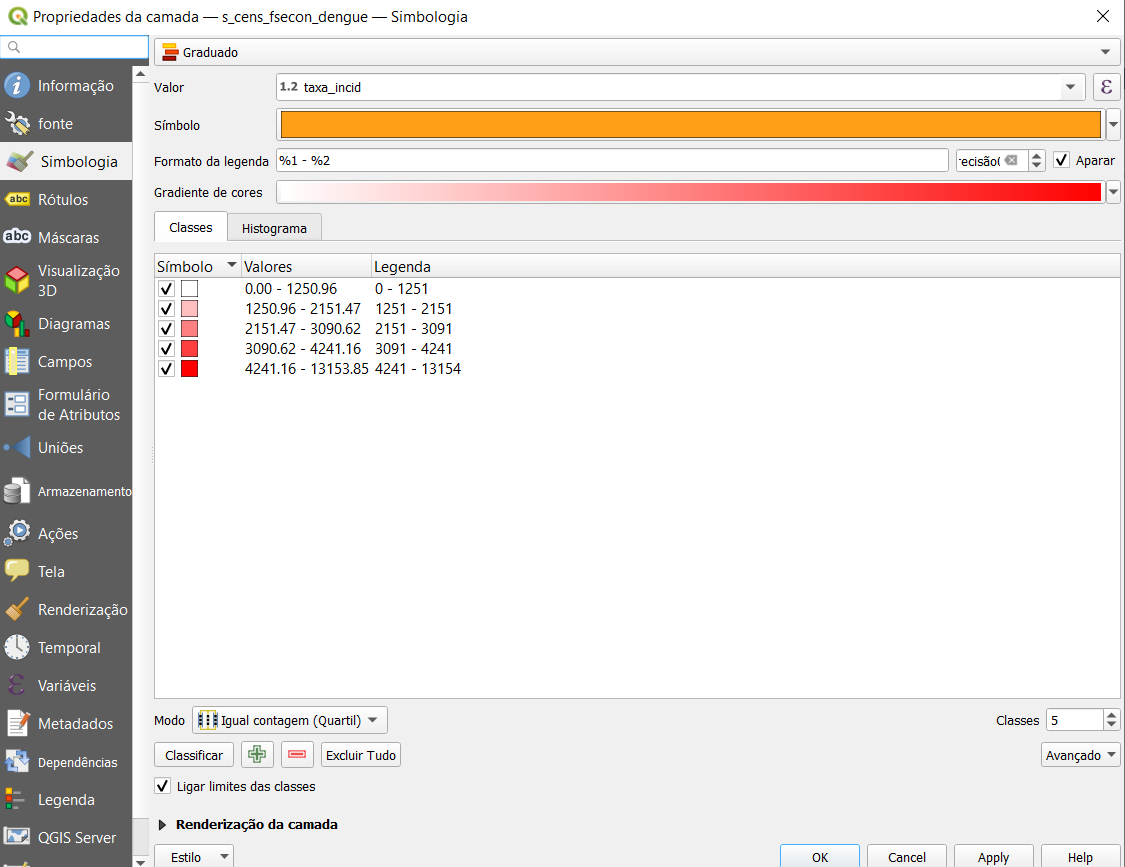 Propriedades da camada — s_cens_fsecon_dengue — Simbologia
Graduado
Informação
fonte
Simbologia
Rótulos
Máscaras
Visualização
3D
Diagramas
Campos
Formulário
de Atributos
Uniões
Armazenamento
Ações
Tela
Renderização
Temporal
Variáveis
Metadados
Dependências
Legenda
QGIS Server
Valor 1.2 taxa_incid ε
Símbolo
Formato da legenda %1 - %2 recisão0 Aparar
Gradiente de cores
Classes Histograma
Símbolo Valores Legenda
0.00 - 1250.96 0 - 1251
1250.96 - 2151.47 1251 - 2151
2151.47 - 3090.62 2151 - 3091
3090.62 - 4241.16 3091 - 4241
4241.16 - 13153.85 4241 - 13154
Modo Igual contagem (Quartil) Classes 5
Classificar Excluir Tudo Avançado
Ligar limites das classes
Renderização da camada
Estilo OK Cancel Apply Help